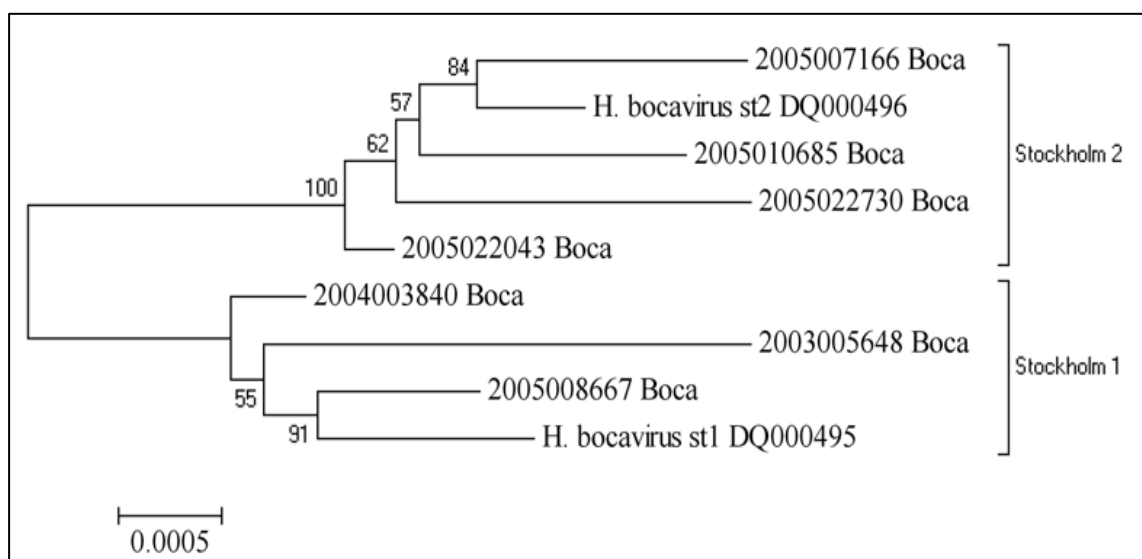 2005007166 Boca
84
H. bocavirus st2 DQ000496
57
2005010685 Boca
Stockholm 2
62
2005022730 Boca
100
2005022043 Boca
2004003840 Boca
2003005648 Boca
Stockholm 1
55
2005008667 Boca
91
H. bocavirus st1 DQ000495
0.0005